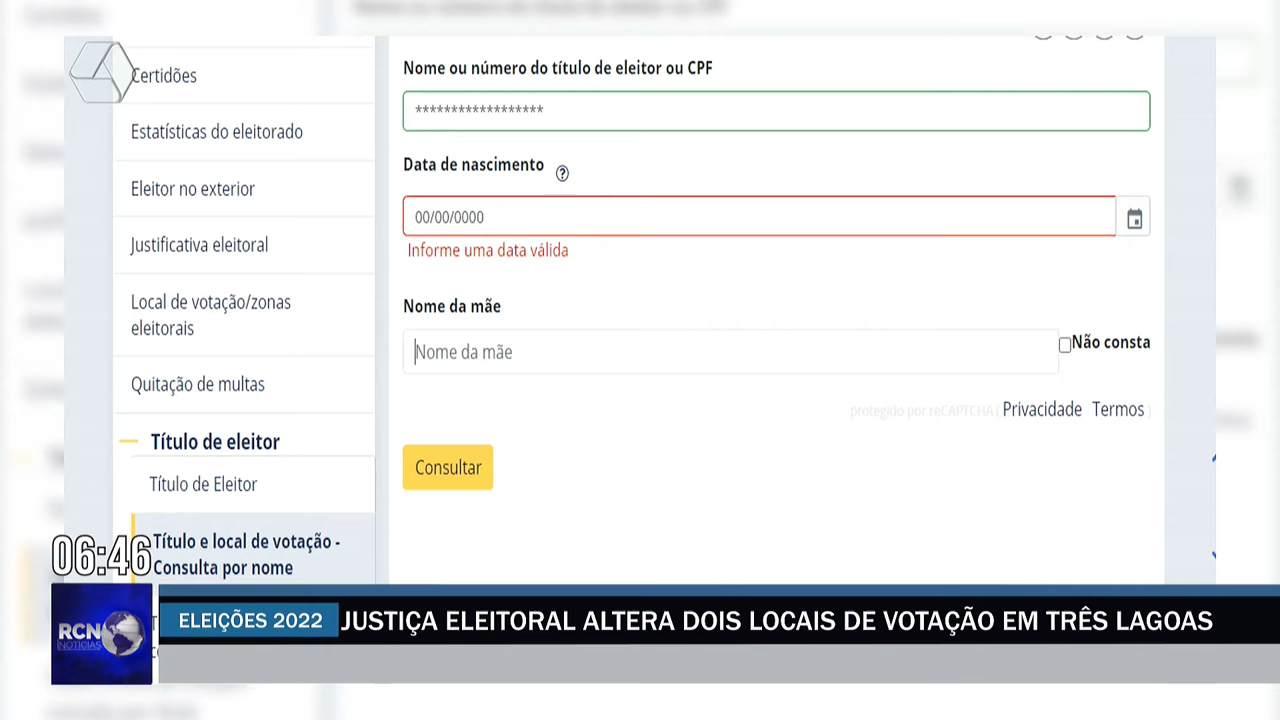 Certidões
Estatísticas do eleitorado
Eleitor no exterior
Justificativa eleitoral
Local de votação/zonas
eleitorais
Quitação de multas
Título de eleitor
Título de Eleitor
Título e local de votação -
Consulta por nome
Nome ou número do título de eleitor ou CPF
******************
Data de nascimento ?
00/00/0000
Informe uma data válida
Nome da mãe
Nome da mãe
Não consta
protegido por reCAPTCHA ( Privacidade Termos )
Consultar
06:46
RCN
NOTÍCIAS
ELEIÇÕES 2022
JUSTIÇA ELEITORAL ALTERA DOIS LOCAIS DE VOTAÇÃO EM TRÊS LAGOAS